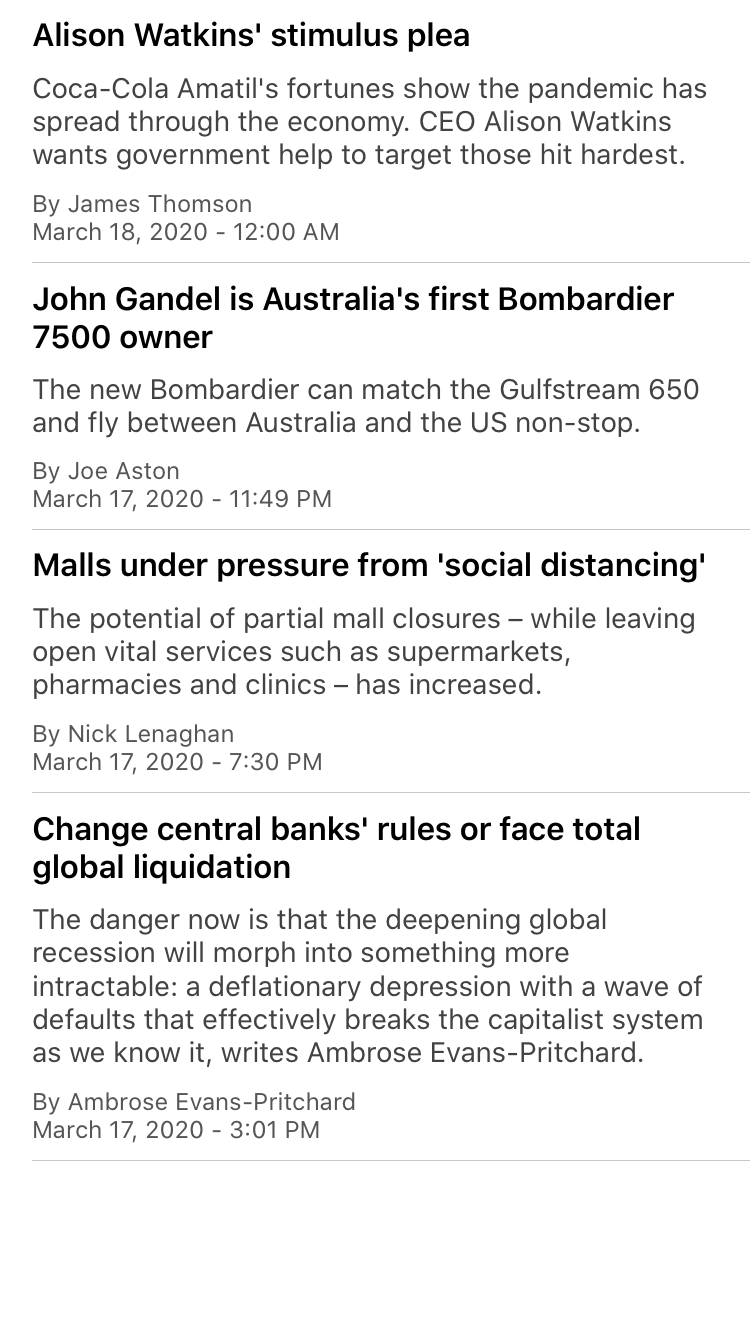 Alison Watkins' stimulus plea
Coca-Cola Amatil's fortunes show the pandemic has
spread through the economy. CEO Alison Watkins
wants government help to target those hit hardest.
By James Thomson
March 18, 2020 - 12:00 AM
John Gandel is Australia's first Bombardier
7500 owner
The new Bombardier can match the Gulfstream 650
and fly between Australia and the US non-stop.
By Joe Aston
March 17, 2020 - 11:49 PM
Malls under pressure from 'social distancing'
The potential of partial mall closures – while leaving
open vital services such as supermarkets,
pharmacies and clinics – has increased.
By Nick Lenaghan
March 17, 2020 - 7:30 PM
Change central banks' rules or face total
global liquidation
The danger now is that the deepening global
recession will morph into something more
intractable: a deflationary depression with a wave of
defaults that effectively breaks the capitalist system
as we know it, writes Ambrose Evans-Pritchard.
By Ambrose Evans-Pritchard
March 17, 2020 - 3:01 PM